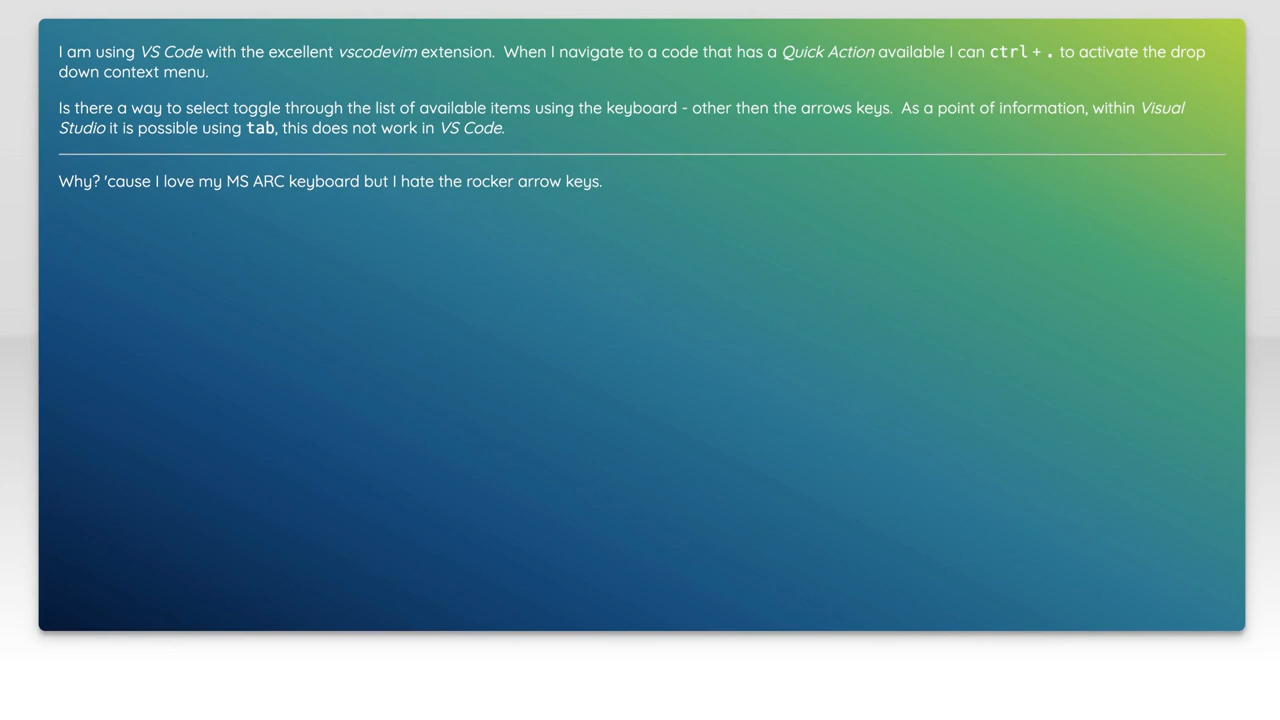 I am using VS Code with the excellent vscodevim extension.  When I navigate to a code that has a Quick Action available I can ctrl + . to activate the drop
down context menu.
Is there a way to select toggle through the list of available items using the keyboard - other then the arrows keys.  As a point of information, within Visual
Studio it is possible using tab, this does not work in VS Code.
Why? 'cause I love my MS ARC keyboard but I hate the rocker arrow keys.